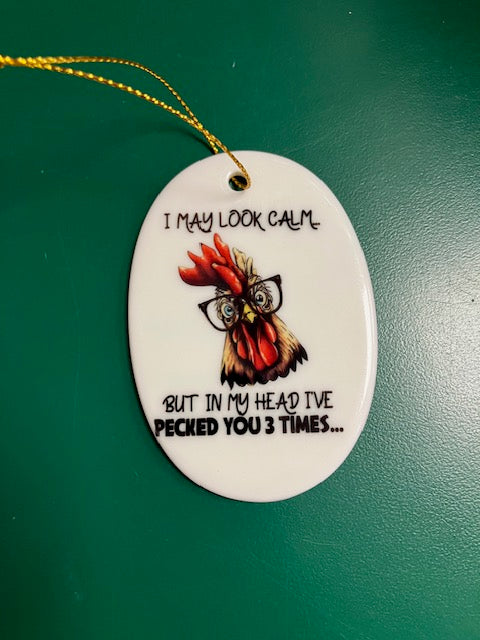 I MAY LOOK CALM.
BUT IN MY HEAD I'VE
PECKED YOU 3 TIMES...